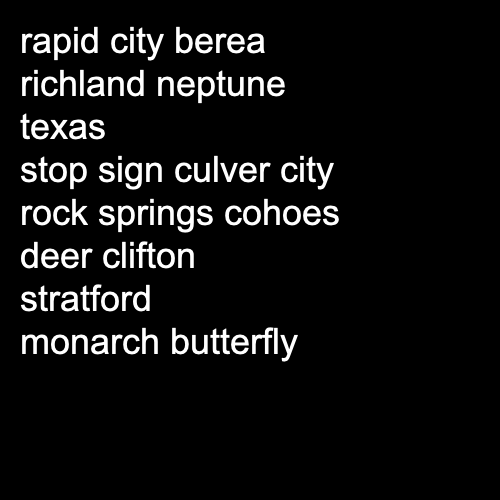 rapid city berea
richland neptune
texas
stop sign culver city
rock springs cohoes
deer clifton
stratford
monarch butterfly